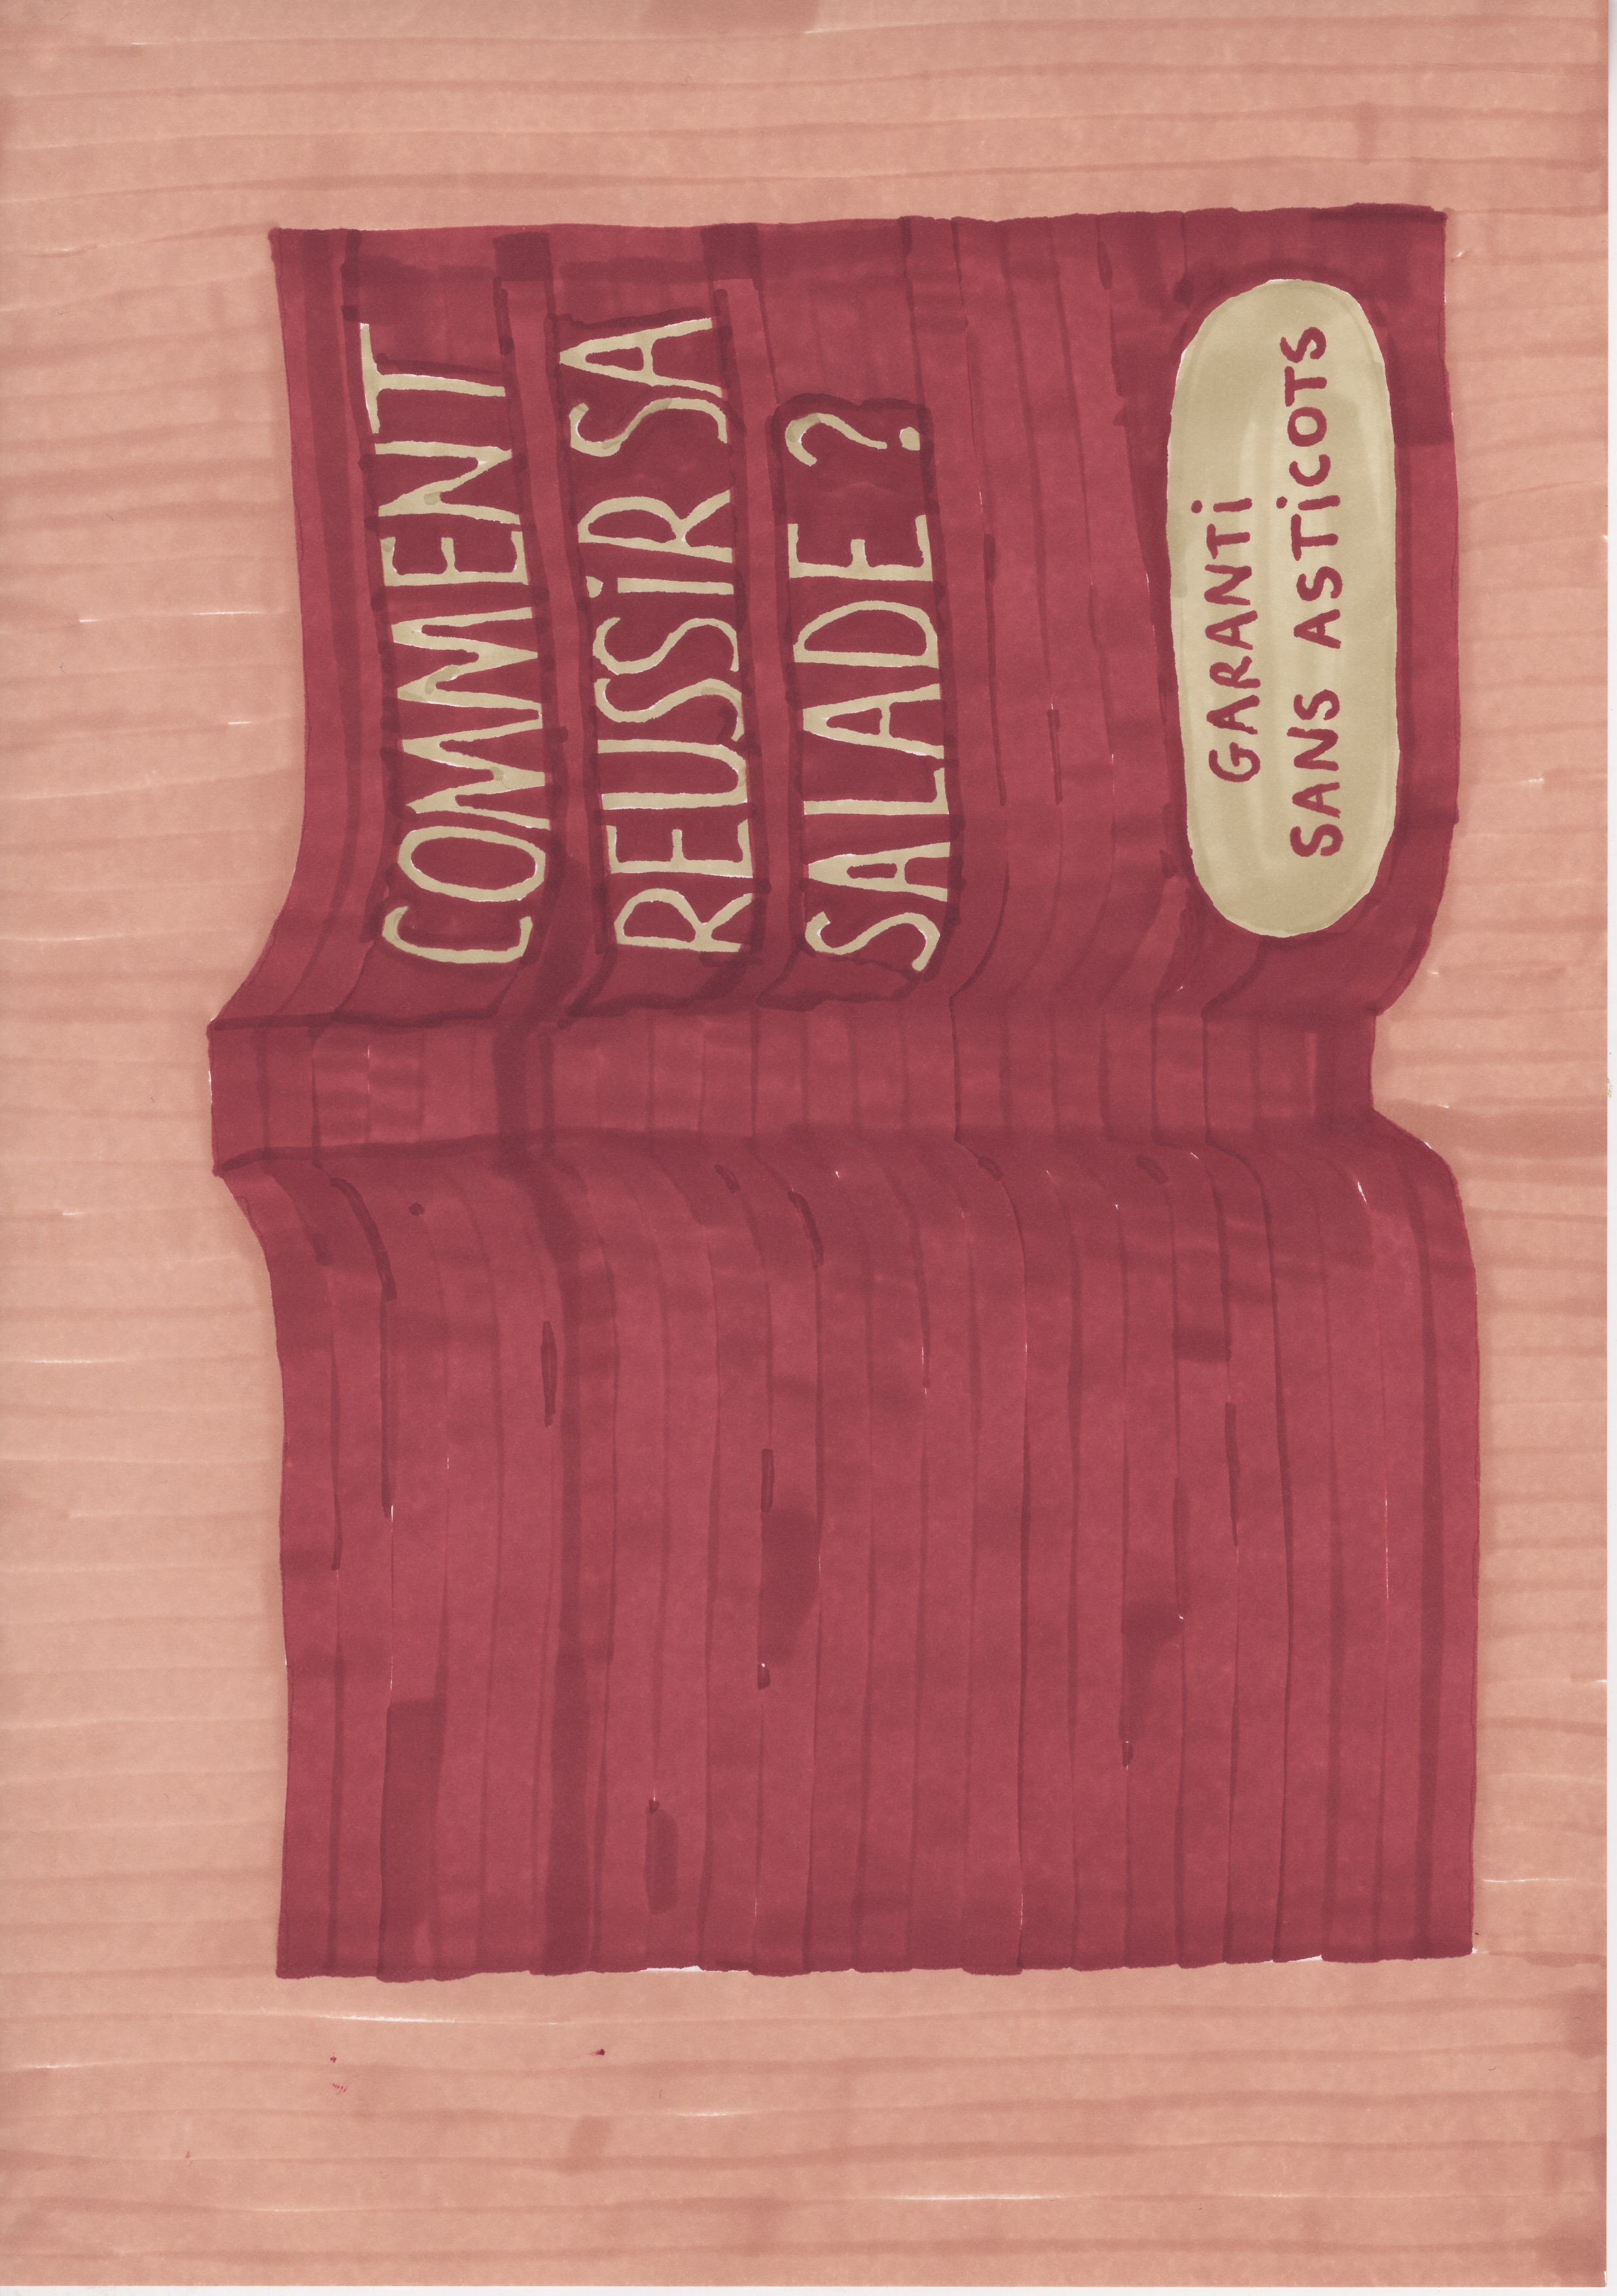 COMMENT
REUSSiR SA
SALADE ?
GARANTi
SANS ASTiCOTS